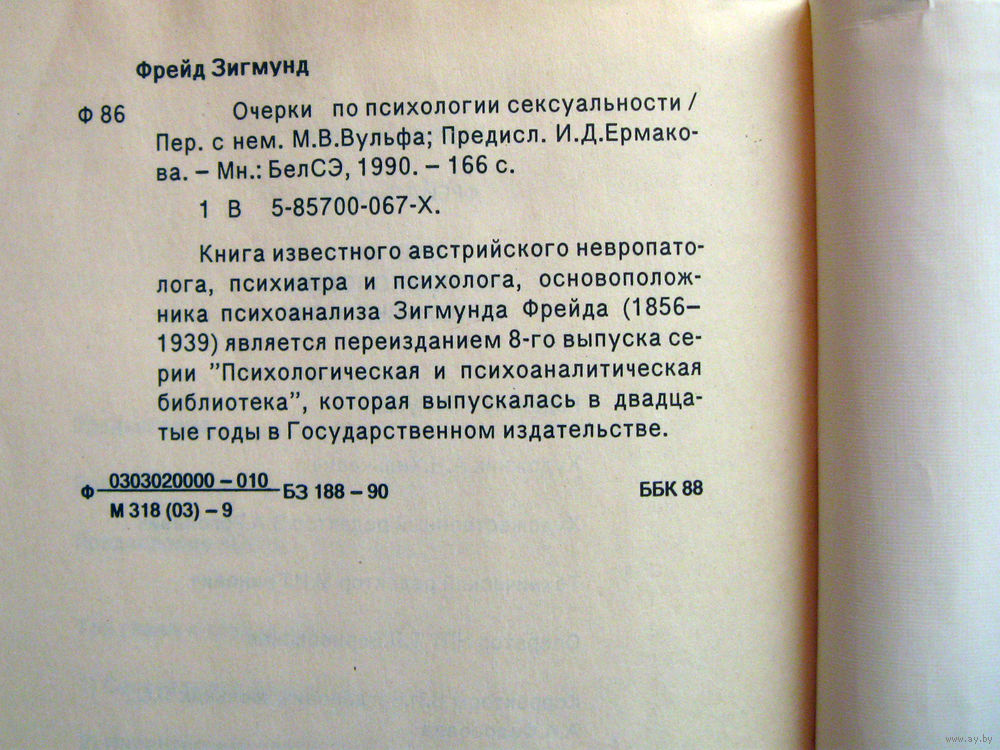 Фрейд Зигмунд
Ф 86 Очерки по психологии сексуальности /
Пер. с нем. М.В.Вульфа; Предисл. И.Д.Ермако-
ва. – Мн.: БелСЭ, 1990. – 166 с.
1 В 5-85700-067-X.
Книга известного австрийского невропато-
лога, психиатра и психолога, основополож-
ника психоанализа Зигмунда Фрейда (1856–
1939) является переизданием 8-го выпуска се-
рии "Психологическая и психоаналитическая
библиотека", которая выпускалась в двадца-
тые годы в Государственном издательстве.
Ф 0303020000 – 010 БЗ 188 – 90 ББК 88
М 318 (03) – 9
www.ay.by